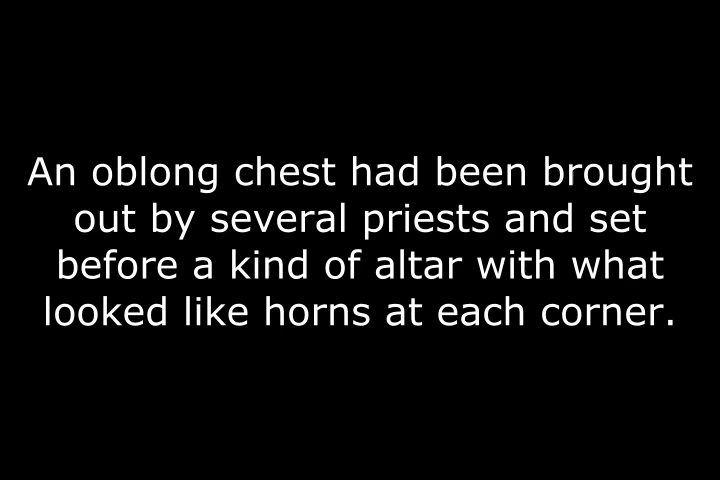 An oblong chest had been brought
out by several priests and set
before a kind of altar with what
looked like horns at each corner.